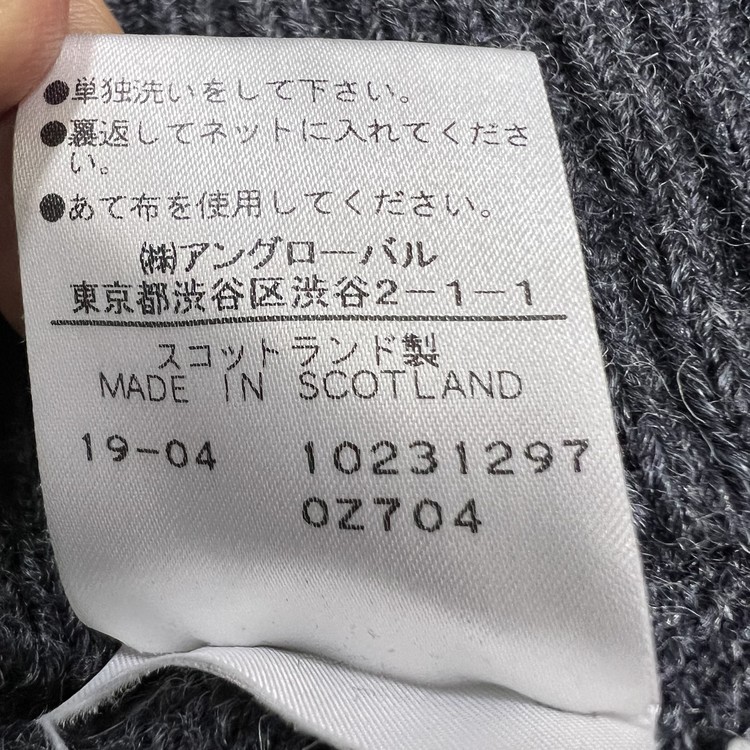 ●単独洗いをして下さい。
●裏返してネットに入れてくださ
い。
●あて布を使用してください。
㈱アングローバル
東京都渋谷区渋谷2-1-1
スコットランド製
MADE IN SCOTLAND
19-04 10231297
0Z704